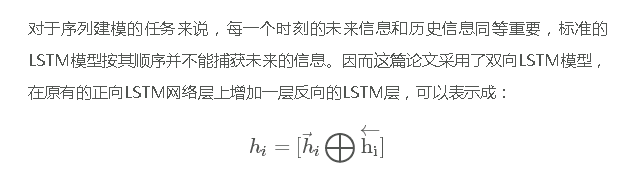 对于序列建模的任务来说，每一个时刻的未来信息和历史信息同等重要，标准的
LSTM模型按其顺序并不能捕获未来的信息。因而这篇论文采用了双向LSTM模型，
在原有的正向LSTM网络层上增加一层反向的LSTM层，可以表示成：
$h_i = [\vec{h}_i \bigoplus \overleftarrow{\mathrm{h_i}}]$